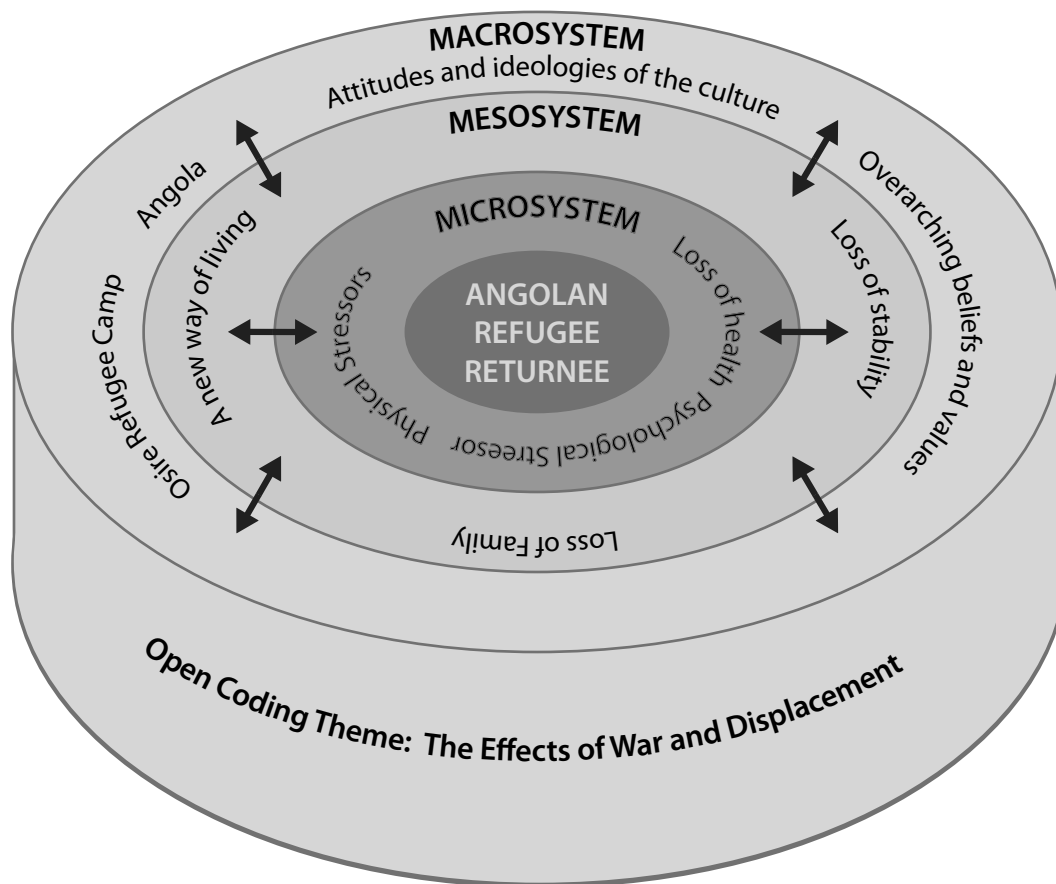 MACROSYSTEM
Attitudes and ideologies of the culture
Overarching beliefs and values
Angola
Osire Refugee Camp
MESOSYSTEM
A new way of living
Loss of stability
Loss of Family
MICROSYSTEM
Physical Stressors
Loss of health
Psychological Streesor
ANGOLAN
REFUGEE
RETURNEE
Open Coding Theme: The Effects of War and Displacement